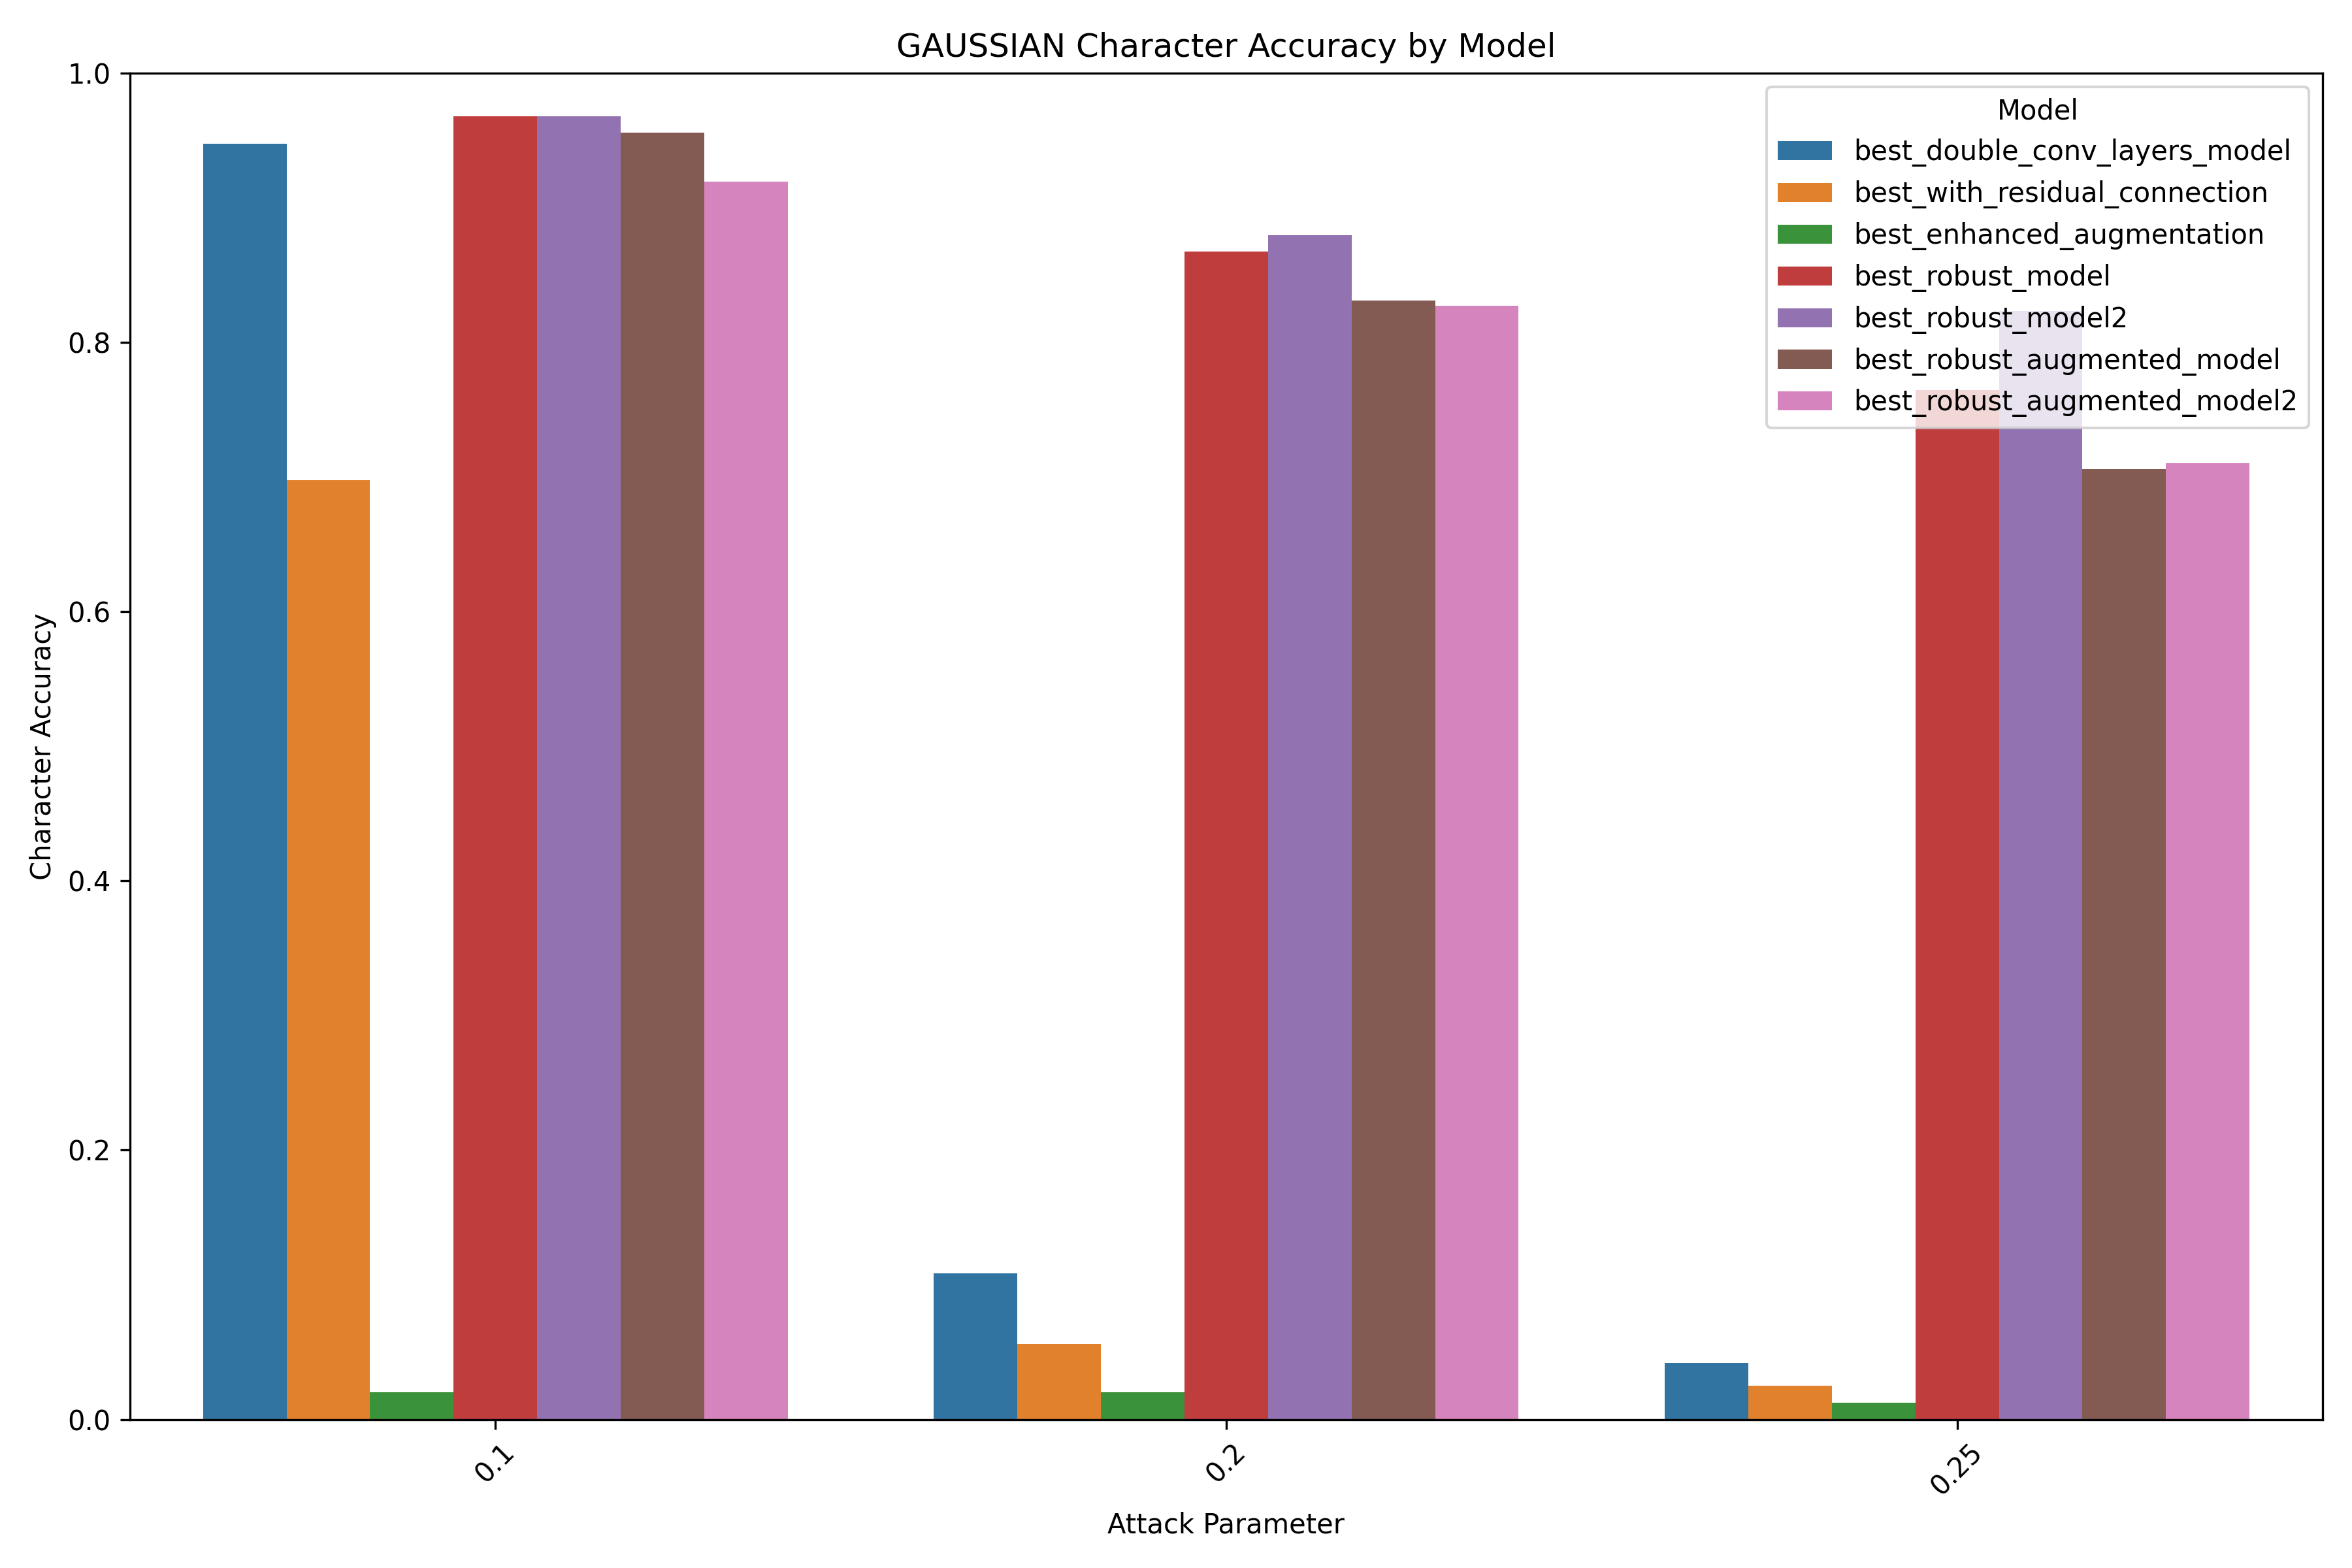 GAUSSIAN Character Accuracy by Model
1.0
0.8
0.6
0.4
0.2
0.0
Character Accuracy
Model
best_double_conv_layers_model
best_with_residual_connection
best_enhanced_augmentation
best_robust_model
best_robust_model2
best_robust_augmented_model
best_robust_augmented_model2
0.1
0.2
0.25
Attack Parameter